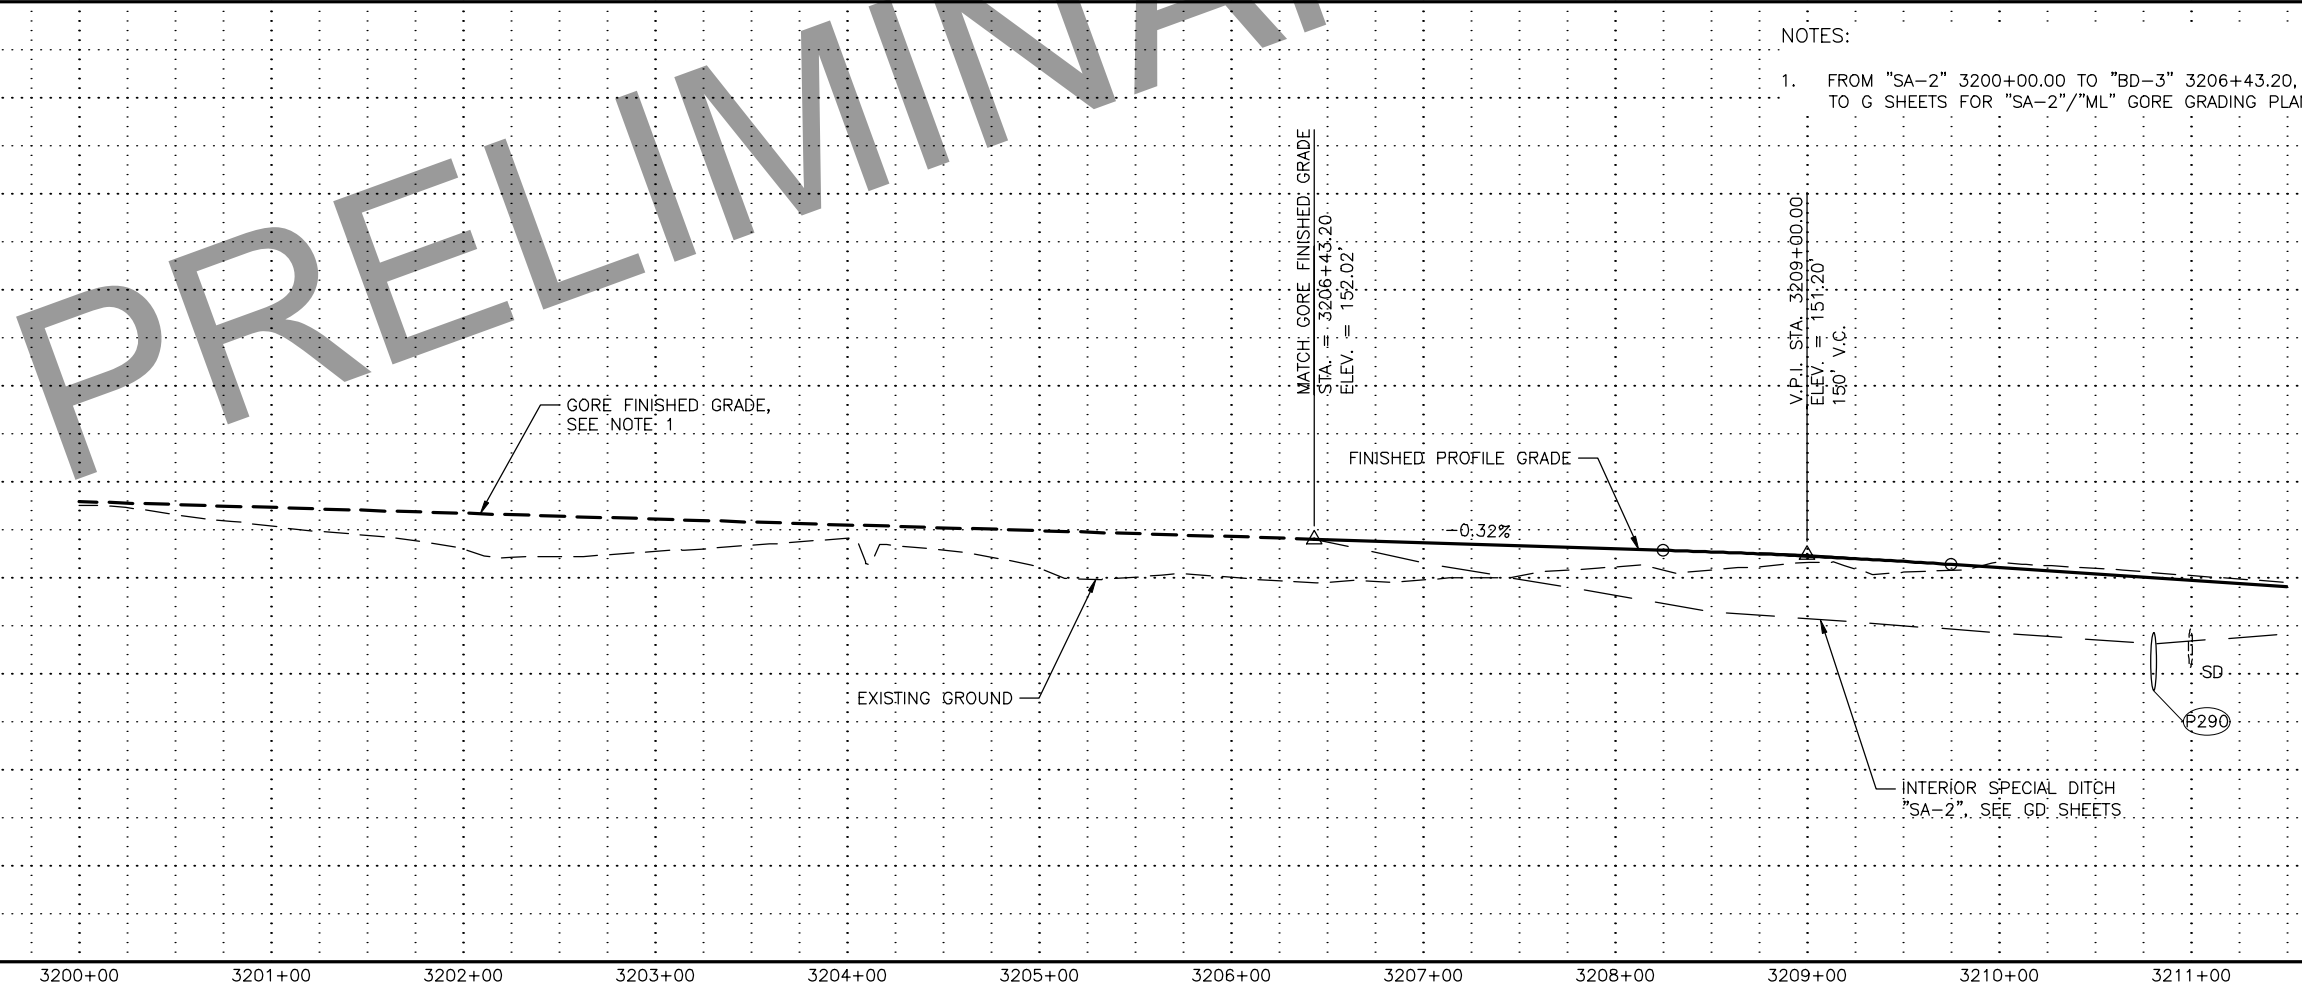 PRELIMINA
NOTES:
1. FROM "SA-2" 3200+00.00 TO "BD-3" 3206+43.20,
TO G SHEETS FOR "SA-2"/"ML" GORE GRADING PLA
MATCH GORE FINISHED GRADE
STA. = 3206+43.20
ELEV. = 152.02'
V.P.I. STA. 3209+00.00
ELEV. = 151.20'
150' V.C.
GORE FINISHED GRADE,
SEE NOTE 1
FINISHED PROFILE GRADE
-0.32%
EXISTING GROUND
SD
P290
INTERIOR SPECIAL DITCH
"SA-2", SEE GD SHEETS
3200+00 3201+00 3202+00 3203+00 3204+00 3205+00 3206+00 3207+00 3208+00 3209+00 3210+00 3211+00